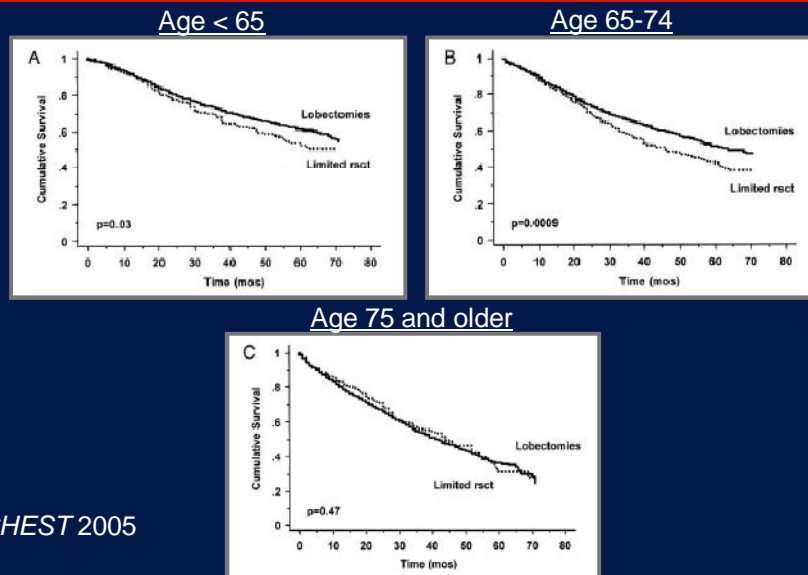 Age < 65
A
1
.8
.6
.4
.2
0
Cumulative Survival
Lobectomies
Limited rsct
p=0.03
0 10 20 30 40 50 60 70 80
Time (mos)
Age 65-74
B
1
.8
.6
.4
.2
0
Cumulative Survival
Lobectomies
Limited rsct
p=0.0009
0 10 20 30 40 50 60 70 80
Time (mos)
Age 75 and older
C
1
.8
.6
.4
.2
0
Cumulative Survival
Lobectomies
Limited rsct
p=0.47
0 10 20 30 40 50 60 70 80
Time (mos)
HEST 2005